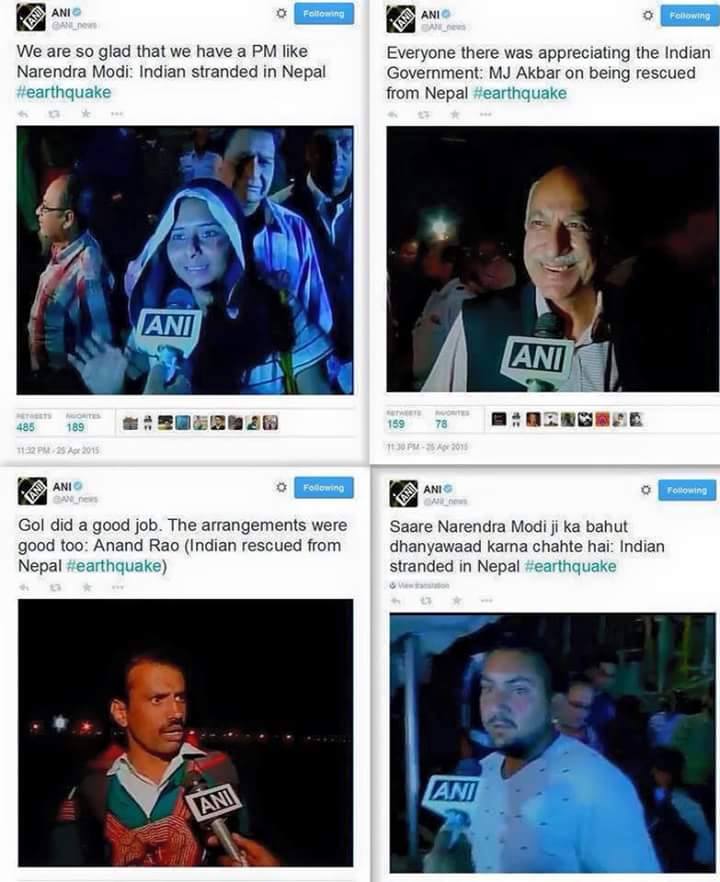 ANI
@ANI_news
Following
We are so glad that we have a PM like
Narendra Modi: Indian stranded in Nepal
#earthquake
ANI
RETWEETS FAVORITES
485 189
11:32 PM - 25 Apr 2015
ANI
@ANI_news
Following
Everyone there was appreciating the Indian
Government: MJ Akbar on being rescued
from Nepal #earthquake
ANI
RETWEETS FAVORITES
159 78
11:30 PM - 25 Apr 2015
ANI
@ANI_news
Following
GoI did a good job. The arrangements were
good too: Anand Rao (Indian rescued from
Nepal #earthquake)
ANI
ANI
@ANI_news
Following
Saare Narendra Modi ji ka bahut
dhanyawaad karna chahte hai: Indian
stranded in Nepal #earthquake
View translation
ANI